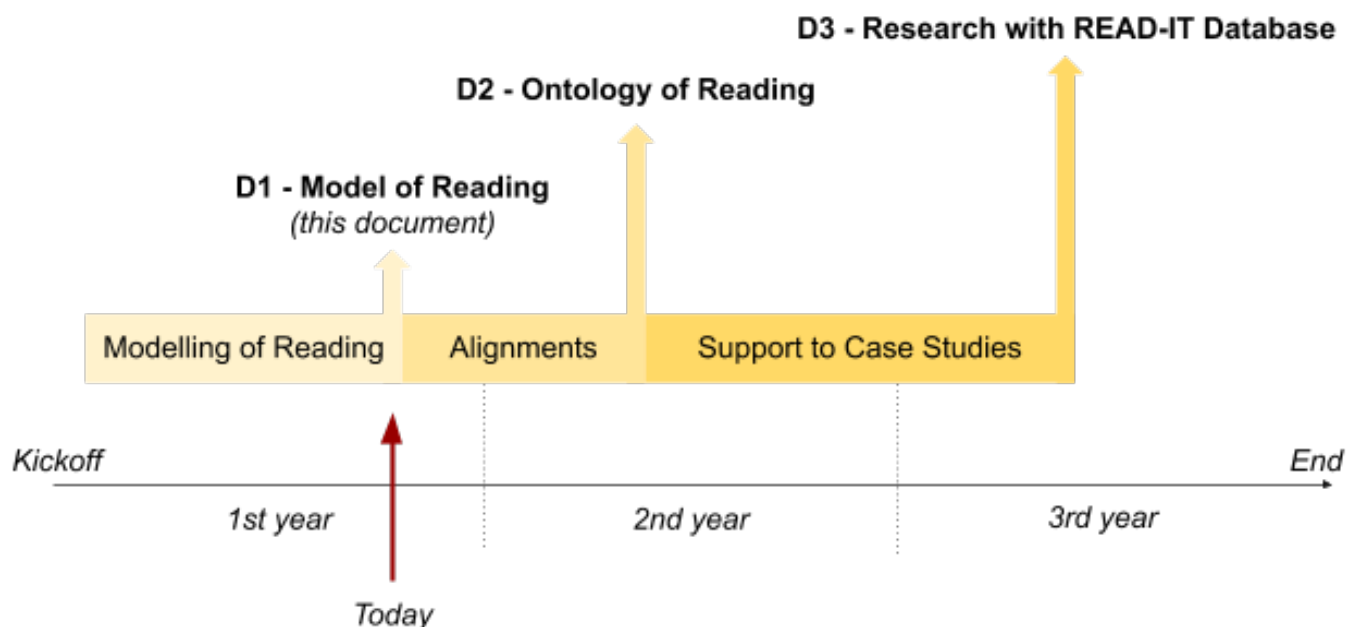 D3 - Research with READ-IT Database
D2 - Ontology of Reading
D1 - Model of Reading
(this document)
Modelling of Reading
Alignments
Support to Case Studies
Kickoff
End
1st year
2nd year
3rd year
Today